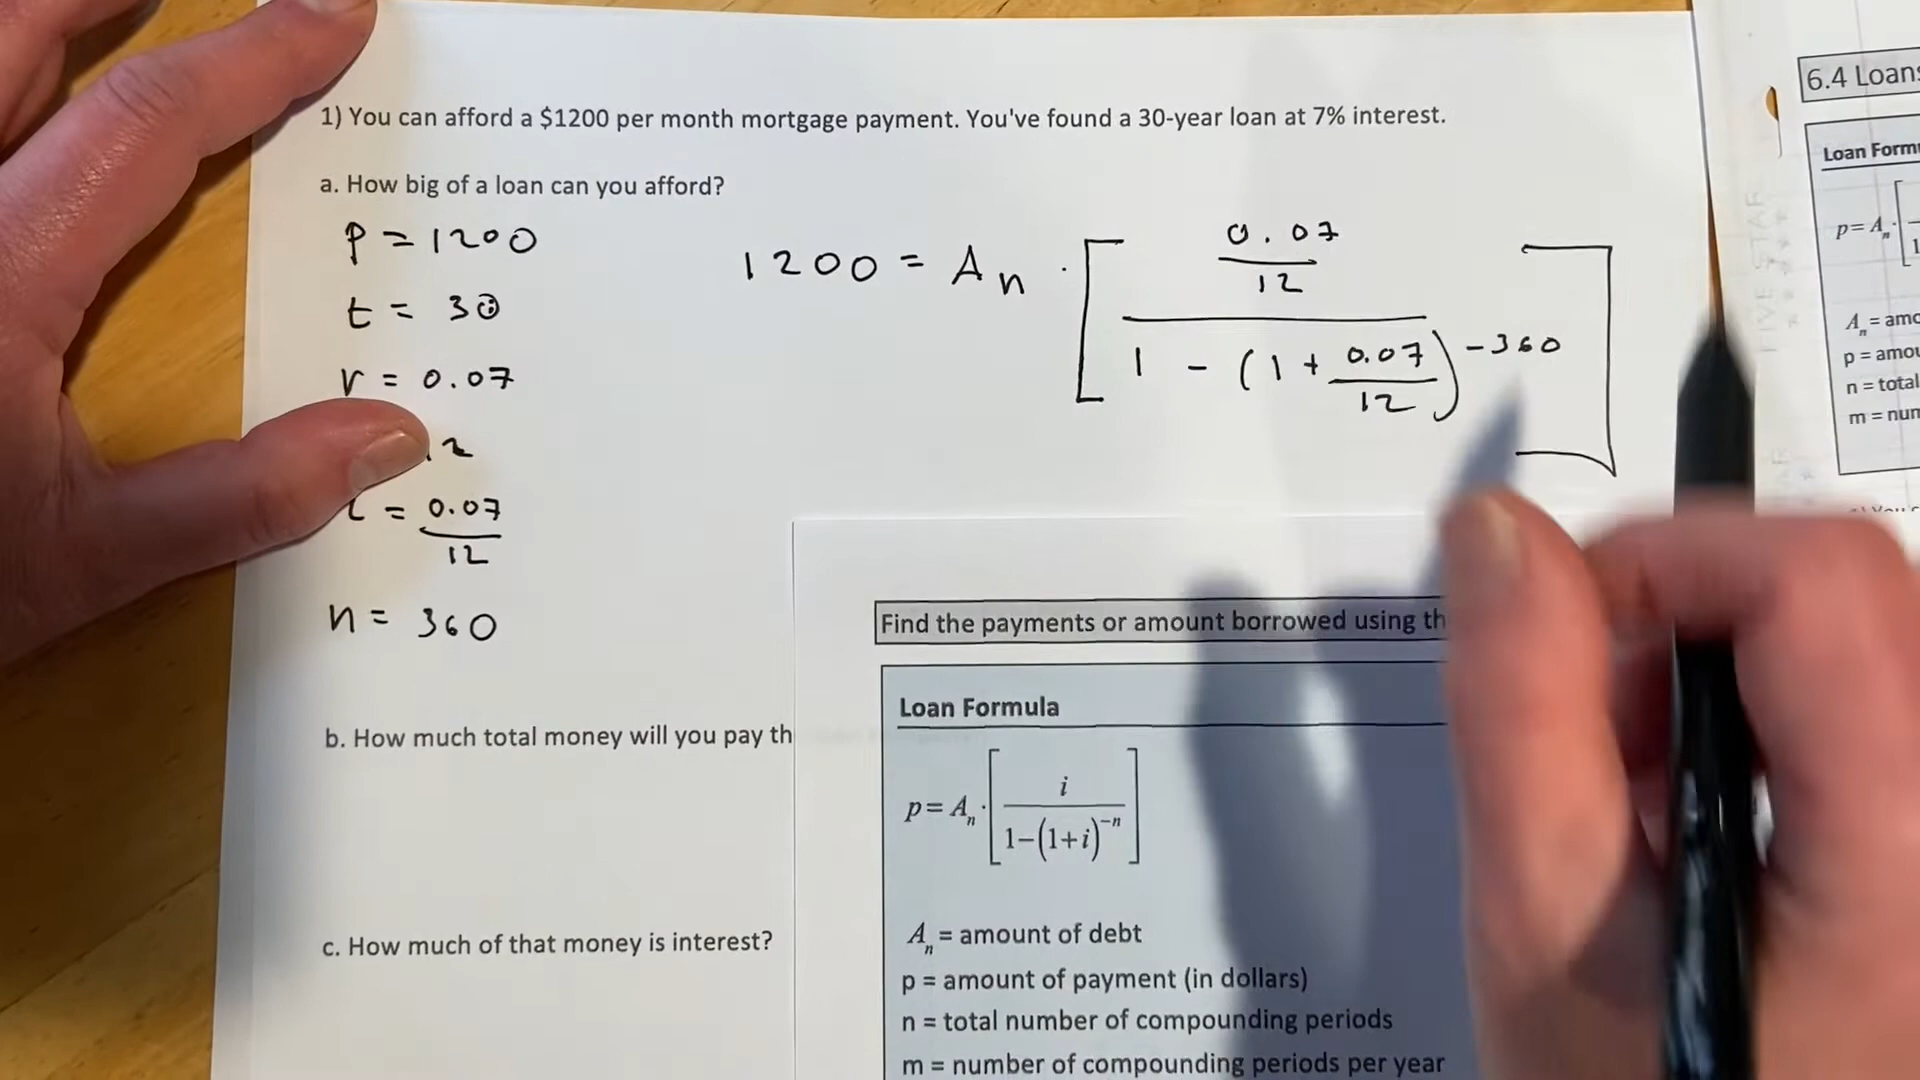 1) You can afford a $1200 per month mortgage payment. You've found a 30-year loan at 7% interest.
a. How big of a loan can you afford?
P = 1200
t = 30
r = 0.07
2
i = 0.07
12
n = 360
1200 = An · [ 0.07
12
1 - (1 + 0.07
12 ) -360 ]
b. How much total money will you pay th
c. How much of that money is interest?
Find the payments or amount borrowed using th
Loan Formula
p = An · [ i
1-(1+i)-n ]
An = amount of debt
p = amount of payment (in dollars)
n = total number of compounding periods
m = number of compounding periods per year
6.4 Loans
Loan Form
p = An · [
1
An = amo
p = amou
n = total
m = num